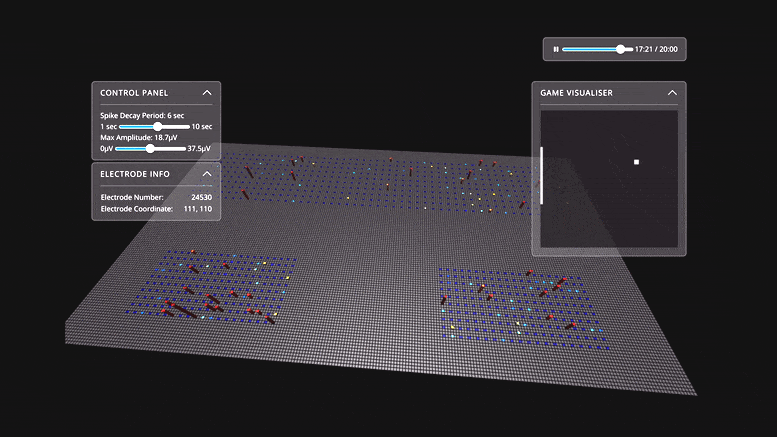 17:21 / 20:00
CONTROL PANEL
Spike Decay Period: 6 sec
1 sec 10 sec
Max Amplitude: 18.7µV
0µV 37.5µV
ELECTRODE INFO
Electrode Number: 24530
Electrode Coordinate: 111, 110
GAME VISUALISER